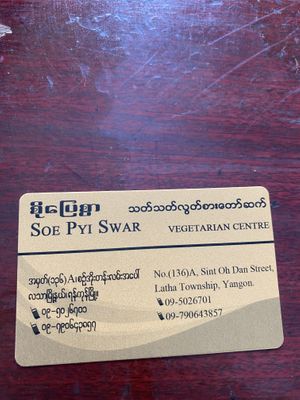 စိုးပြေစွာ သတ်သတ်လွတ်စားတော်ဆက်
SOE PYI SWAR VEGETARIAN CENTRE
အမှတ်(၁၃၆) A၊ စဉ့်အိုးတန်းလမ်းအပေါ်
လသာမြို့နယ်၊ ရန်ကုန်မြို့။
၀၉-၅၀၂၆၇၀၁
၀၉-၇၉၀၆၄၃၈၅၇
No.(136)A, Sint Oh Dan Street,
Latha Township, Yangon.
09-5026701
09-790643857